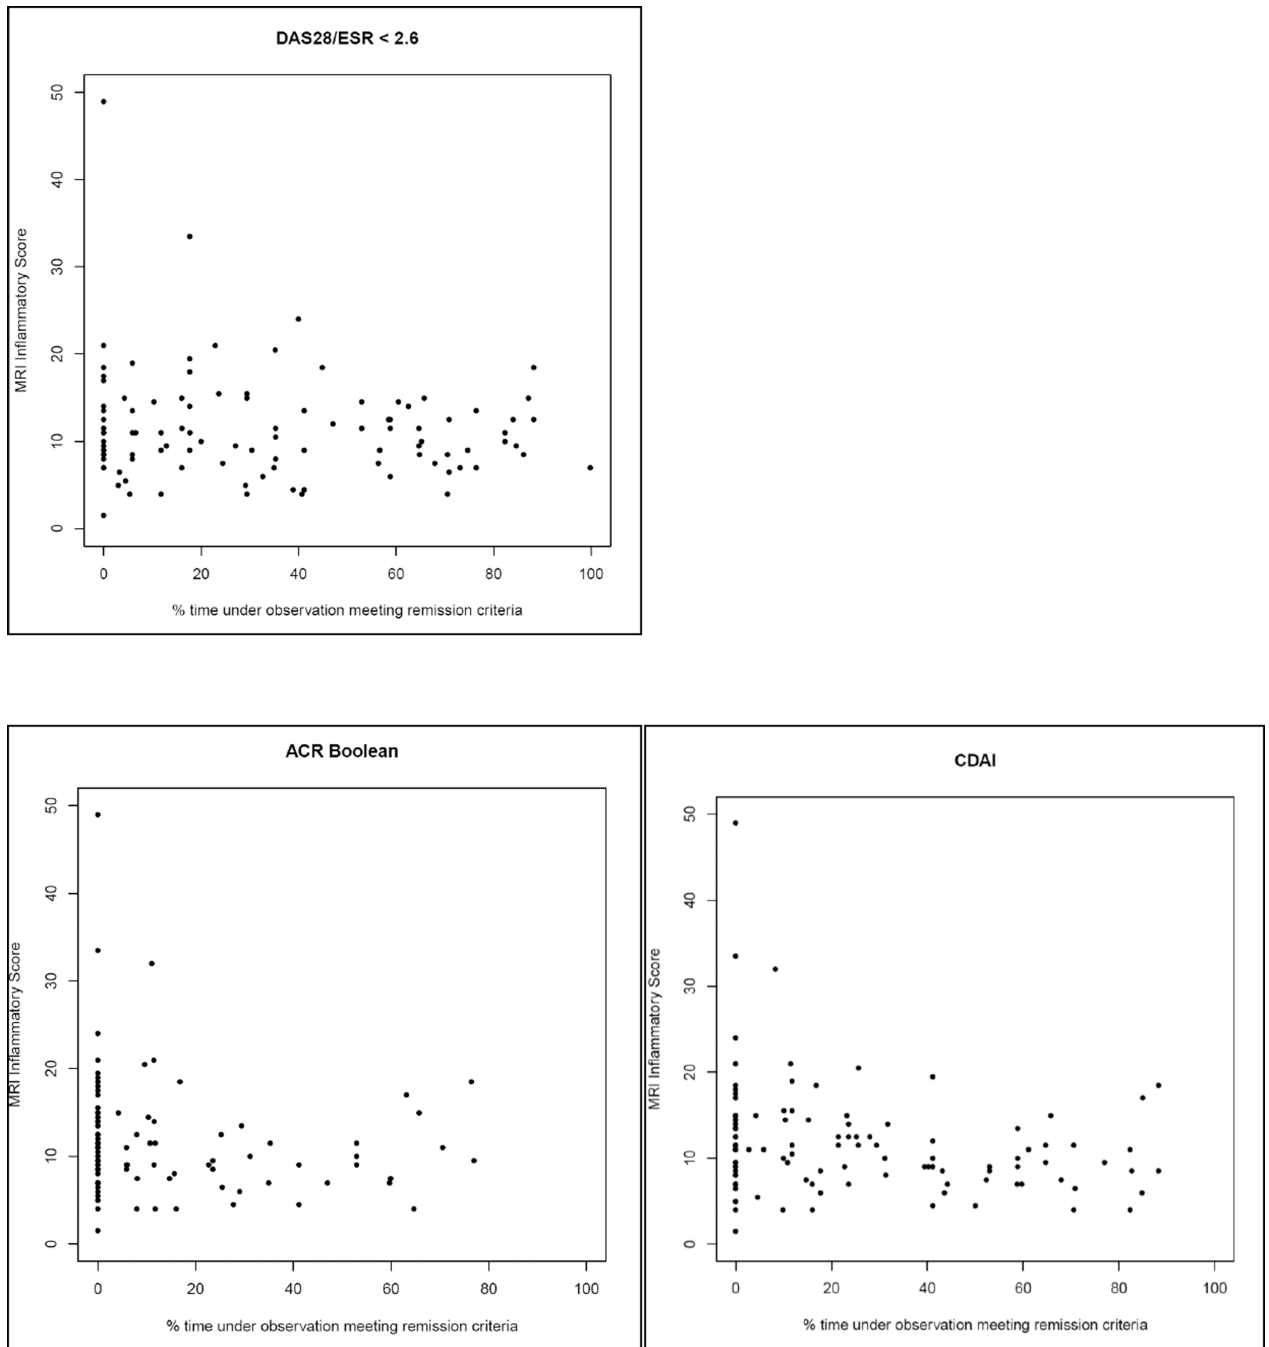 DAS28/ESR < 2.6
MRI Inflammatory Score
50
40
30
20
10
0
0 20 40 60 80 100
% time under observation meeting remission criteria
ACR Boolean
MRI Inflammatory Score
50
40
30
20
10
0
0 20 40 60 80 100
% time under observation meeting remission criteria
CDAI
MRI Inflammatory Score
50
40
30
20
10
0
0 20 40 60 80 100
% time under observation meeting remission criteria